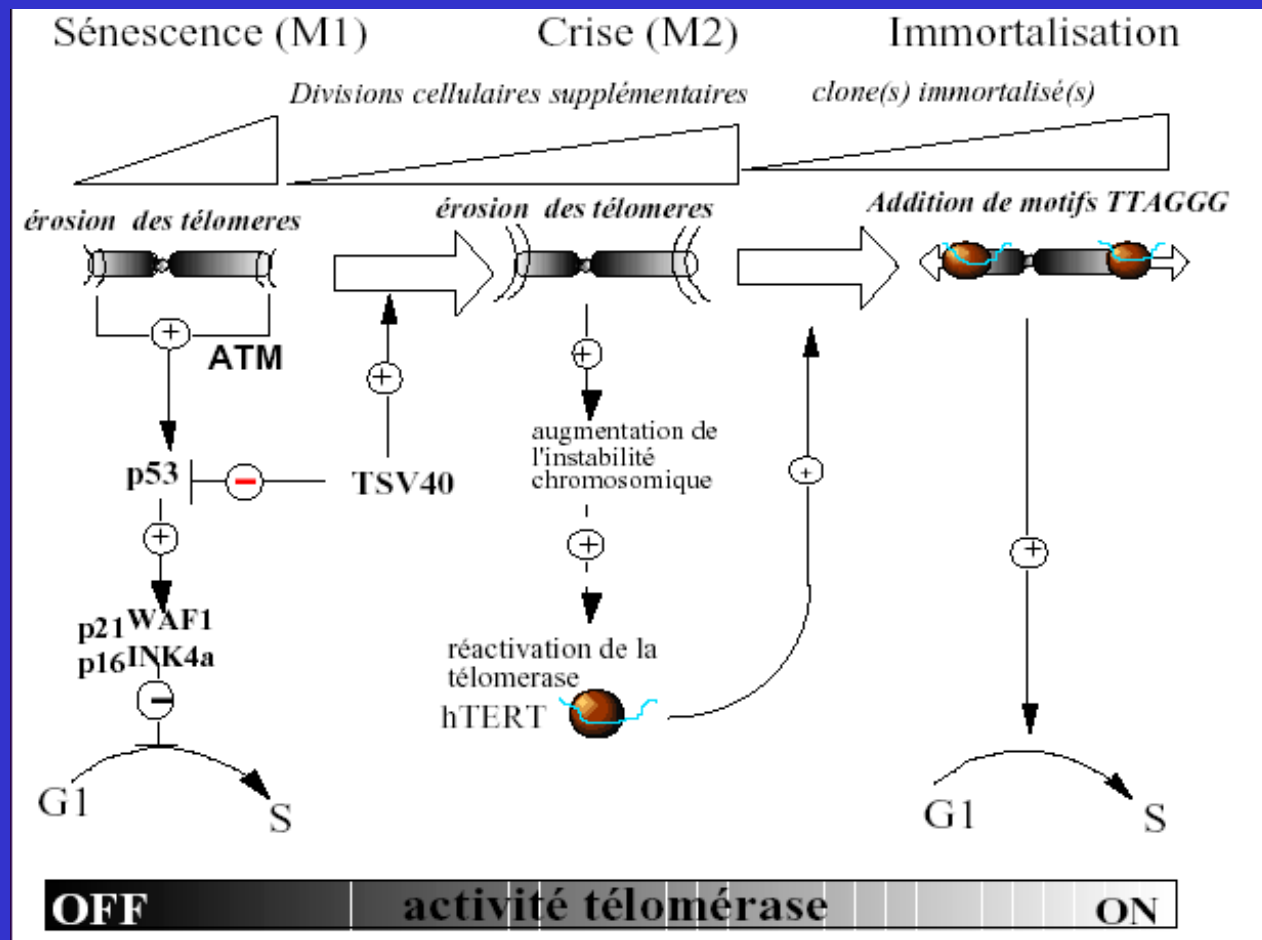 Sénescence (M1)
Crise (M2)
Immortalisation
Divisions cellulaires supplémentaires
clone(s) immortalisé(s)
érosion des télomeres
érosion des télomeres
Addition de motifs TTAGGG
+
ATM
+
+
p53
−
TSV40
augmentation de
l'instabilité
chromosomique
+
+
+
+
p21WAF1
p16INK4a
−
réactivation de la
télomerase
hTERT
G1
S
G1
S
OFF
activité télomérase
ON